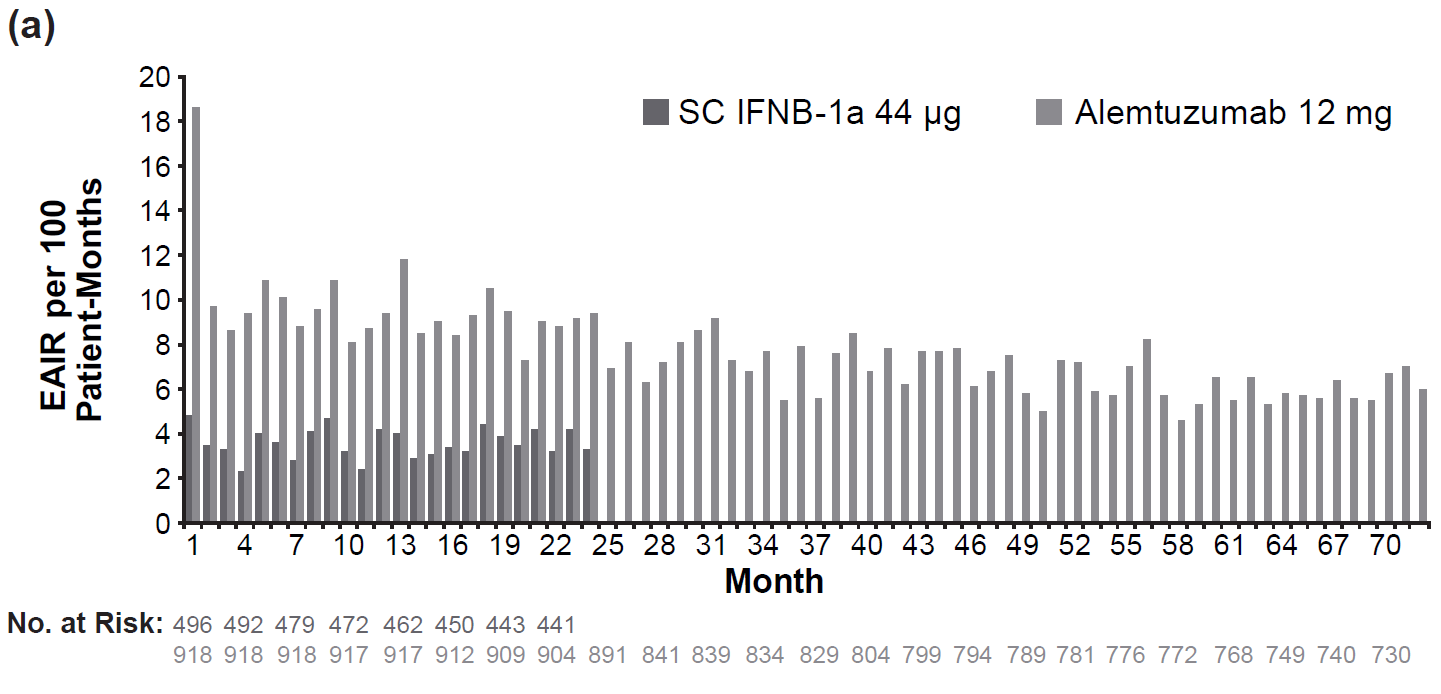 (a)
SC IFNB-1a 44 µg
Alemtuzumab 12 mg
EAIR per 100
Patient-Months
20
18
16
14
12
10
8
6
4
2
0
1 4 7 10 13 16 19 22 25 28 31 34 37 40 43 46 49 52 55 58 61 64 67 70
Month
No. at Risk: 496 492 479 472 462 450 443 441
918 918 918 917 917 912 909 904 891 841 839 834 829 804 799 794 789 781 776 772 768 749 740 730